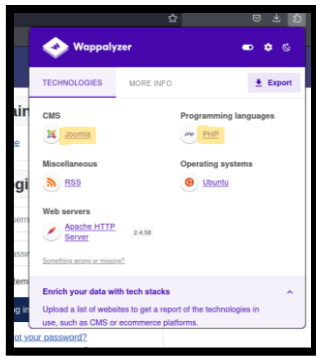 Wappalyzer
TECHNOLOGIES
MORE INFO
Export
CMS
Joomla
Programming languages
php
PHP
Miscellaneous
RSS
Operating systems
Ubuntu
Web servers
Apache HTTP
Server
2.4.58
Something wrong or missing?
Enrich your data with tech stacks
Upload a list of websites to get a report of the technologies in
use, such as CMS or ecommerce platforms.
ot your password?